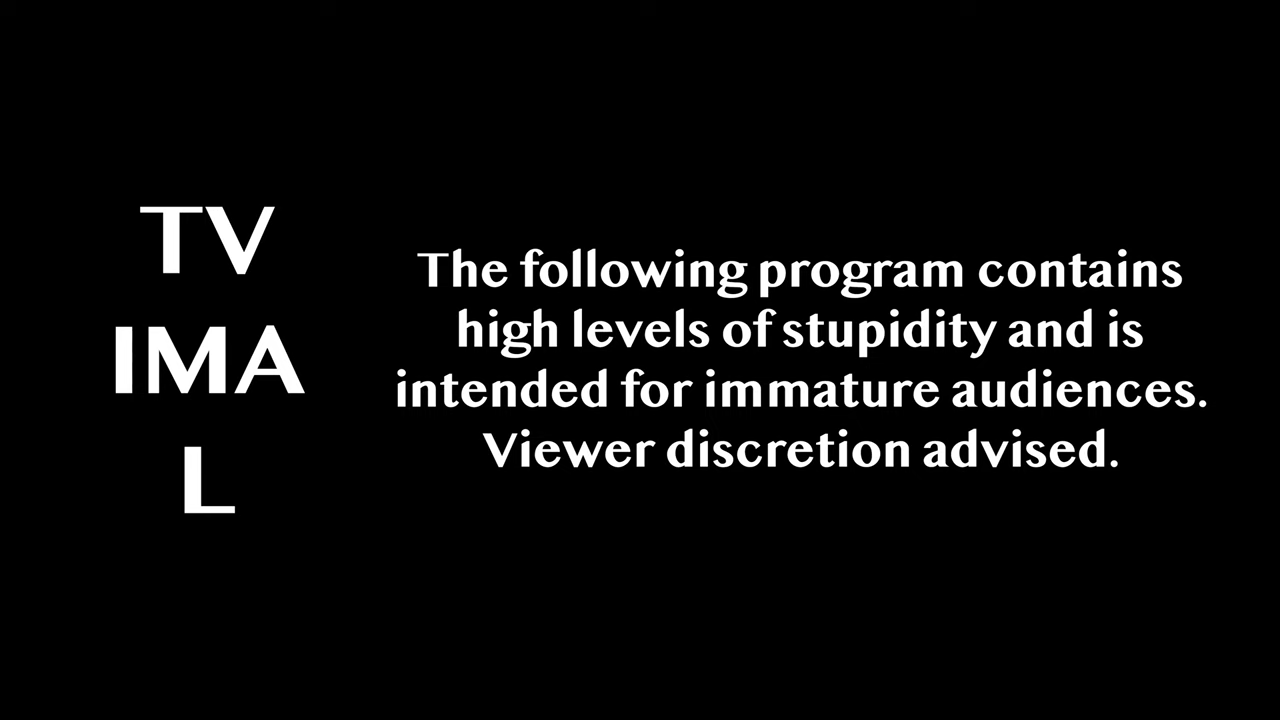 TV
IMA
L
The following program contains
high levels of stupidity and is
intended for immature audiences.
Viewer discretion advised.